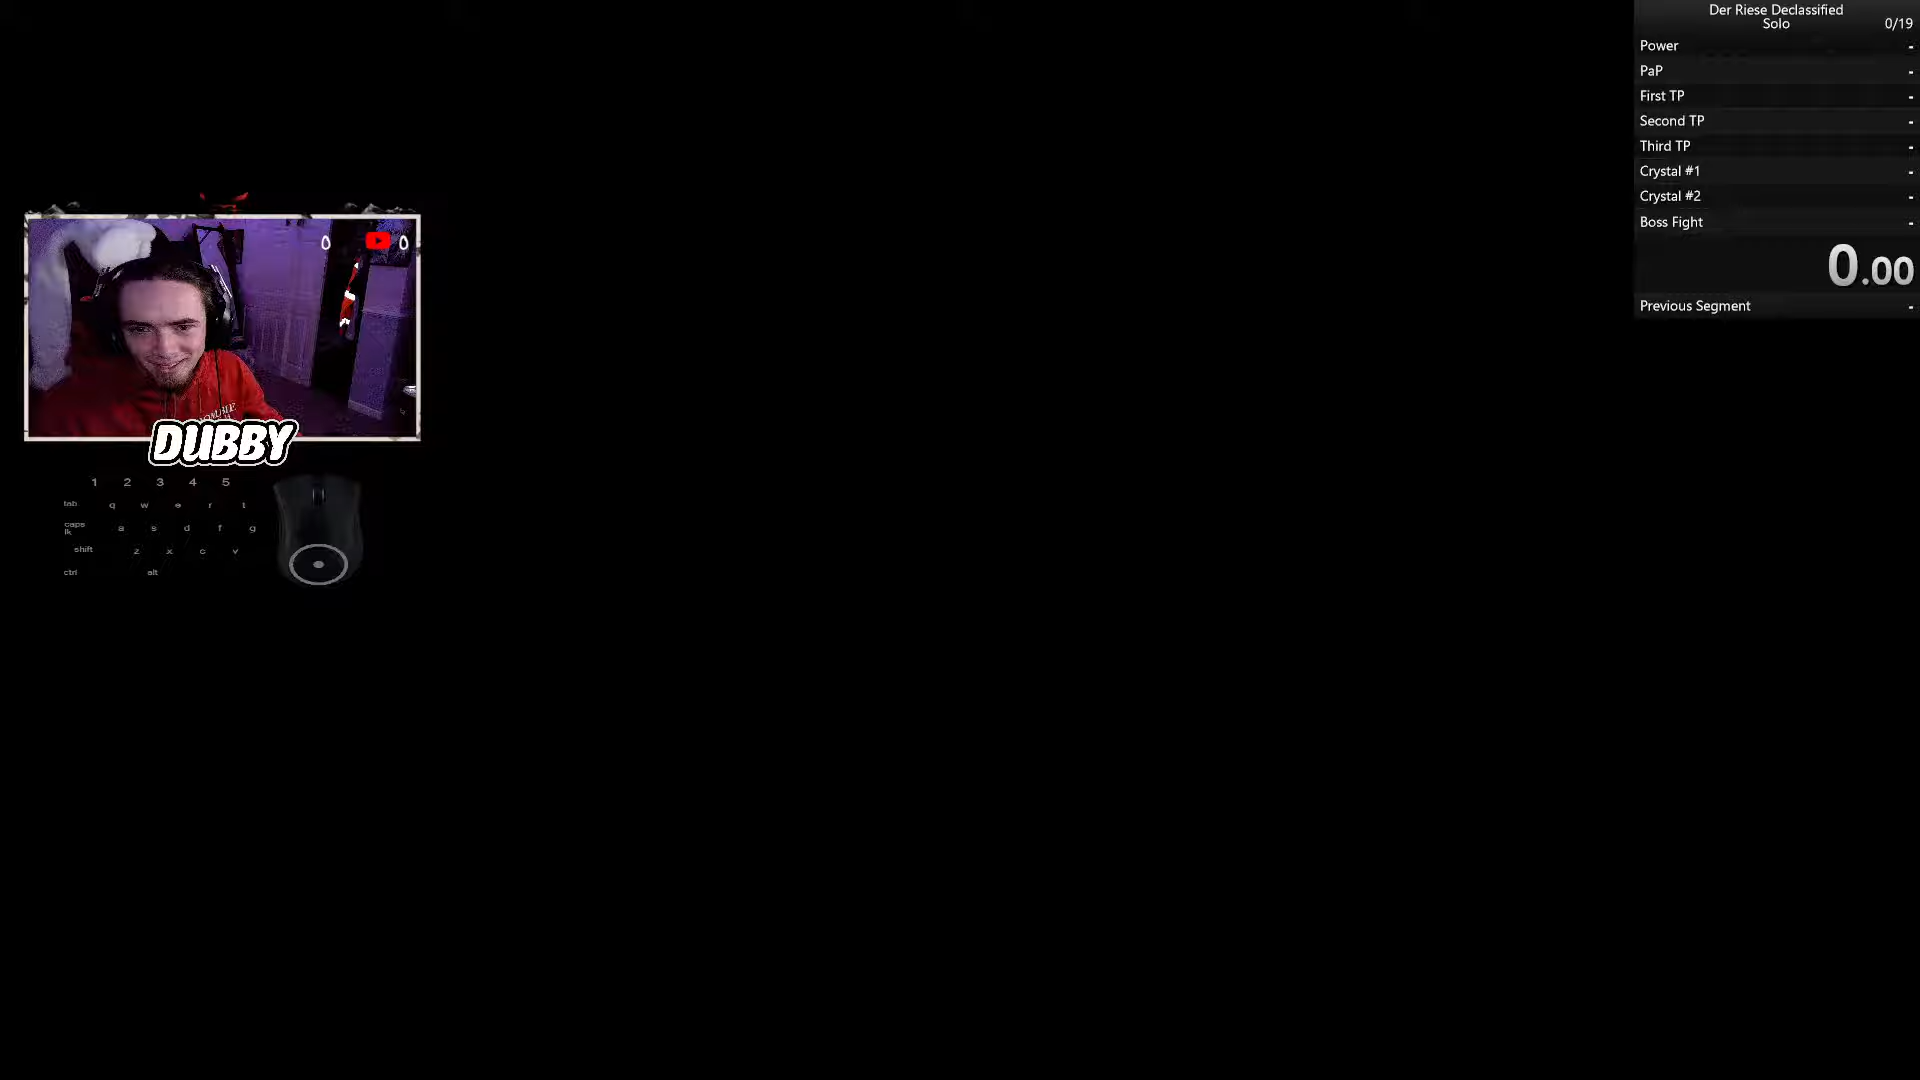 Der Riese Declassified
Solo 0/19
Power -
PaP -
First TP -
Second TP -
Third TP -
Crystal #1 -
Crystal #2 -
Boss Fight -
0.00
Previous Segment -
0 0
DUBBY
1 2 3 4 5
tab q w e r t
caps lk a s d f g
shift z x c v
ctrl alt